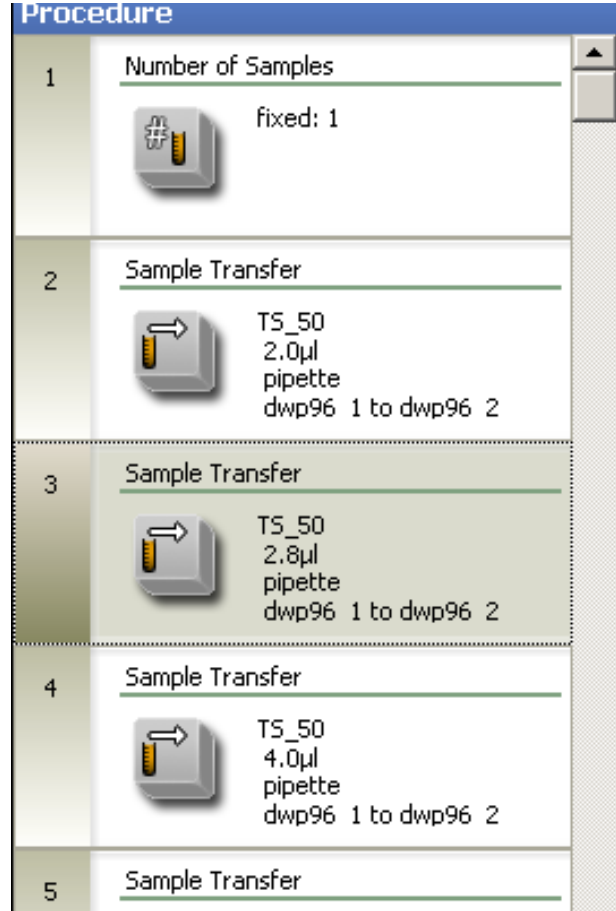 Procedure
1
Number of Samples
#
fixed: 1
2
Sample Transfer
TS_50
2.0µl
pipette
dwp96 1 to dwp96 2
3
Sample Transfer
TS_50
2.8µl
pipette
dwp96 1 to dwp96 2
4
Sample Transfer
TS_50
4.0µl
pipette
dwp96 1 to dwp96 2
5
Sample Transfer